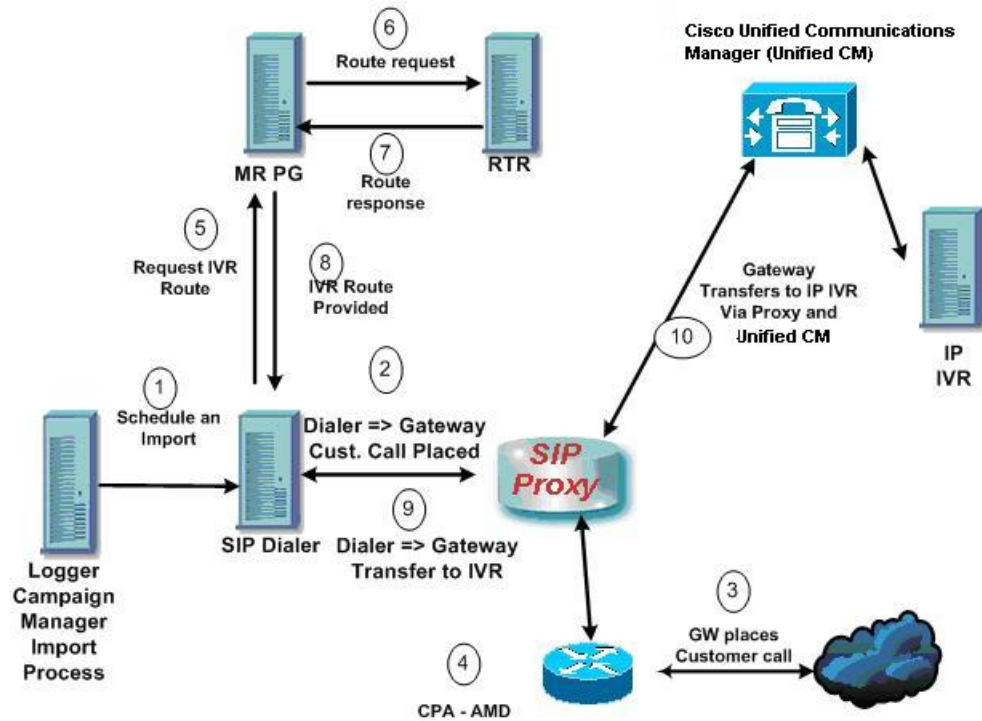 6
Route request
Cisco Unified Communications
Manager (Unified CM)
MR PG
7
Route
response
RTR
5
Request IVR
Route
8
IVR Route
Provided
Gateway
Transfers to IP IVR
Via Proxy and
Unified CM
10
IP
IVR
1
Schedule an
Import
2
Dialer => Gateway
Cust. Call Placed
SIP
Proxy
9
Dialer => Gateway
Transfer to IVR
SIP Dialer
Logger
Campaign
Manager
Import
Process
3
GW places
Customer call
4
CPA - AMD